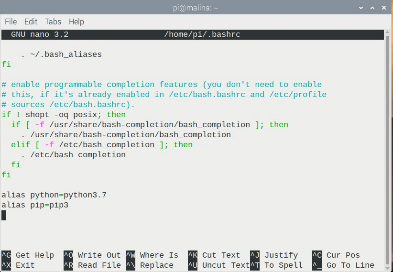 pi@malina: ~
File Edit Tabs Help
GNU nano 3.2 /home/pi/.bashrc
. ~/.bash_aliases
fi
# enable programmable completion features (you don't need to enable
# this, if it's already enabled in /etc/bash.bashrc and /etc/profile
# sources /etc/bash.bashrc).
if ! shopt -oq posix; then
if [ -f /usr/share/bash-completion/bash_completion ]; then
. /usr/share/bash-completion/bash_completion
elif [ -f /etc/bash_completion ]; then
. /etc/bash_completion
fi
fi
alias python=python3.7
alias pip=pip3
^G Get Help ^O Write Out ^W Where Is ^K Cut Text ^J Justify ^C Cur Pos
^X Exit ^R Read File ^\ Replace ^U Uncut Text ^T To Spell ^_ Go To Line